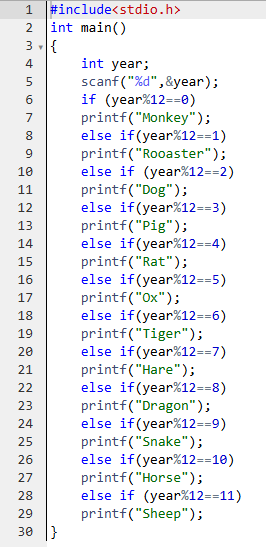 1 #include<stdio.h>
2 int main()
3 {
4     int year;
5     scanf("%d",&year);
6     if (year%12==0)
7     printf("Monkey");
8     else if(year%12==1)
9     printf("Rooaster");
10     else if (year%12==2)
11     printf("Dog");
12     else if(year%12==3)
13     printf("Pig");
14     else if(year%12==4)
15     printf("Rat");
16     else if(year%12==5)
17     printf("Ox");
18     else if(year%12==6)
19     printf("Tiger");
20     else if(year%12==7)
21     printf("Hare");
22     else if(year%12==8)
23     printf("Dragon");
24     else if(year%12==9)
25     printf("Snake");
26     else if(year%12==10)
27     printf("Horse");
28     else if (year%12==11)
29     printf("Sheep");
30 }